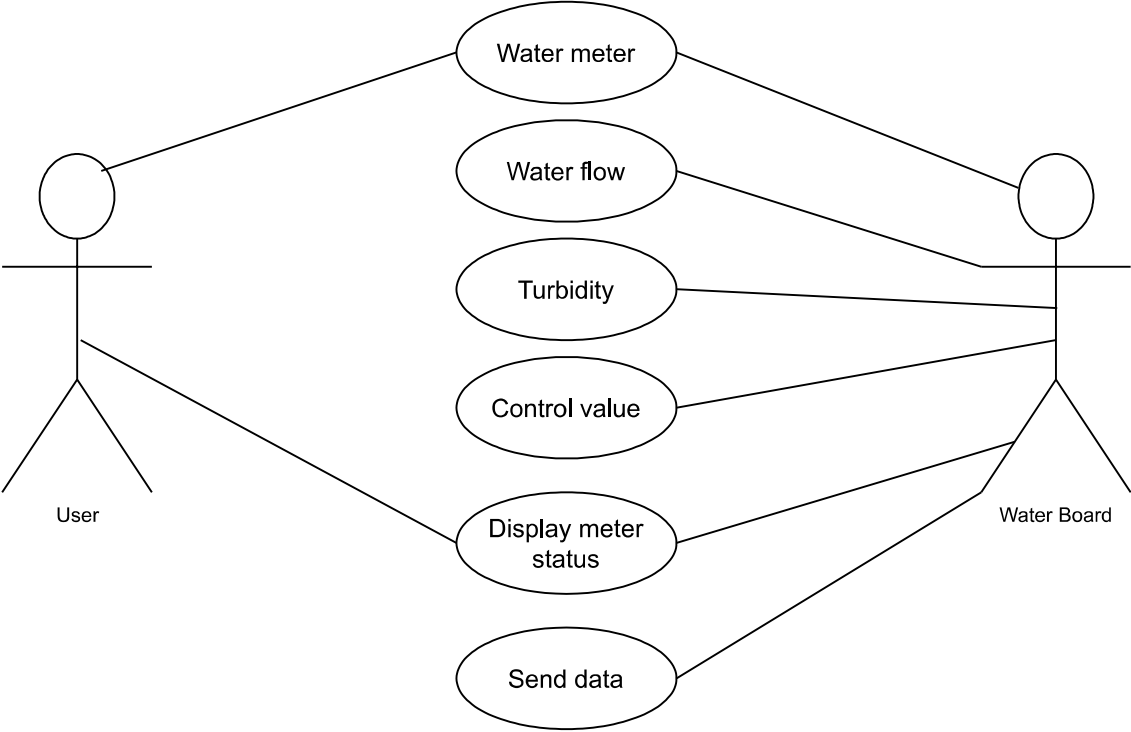 Water meter
Water flow
Turbidity
Control value
Display meter
status
Send data
User
Water Board